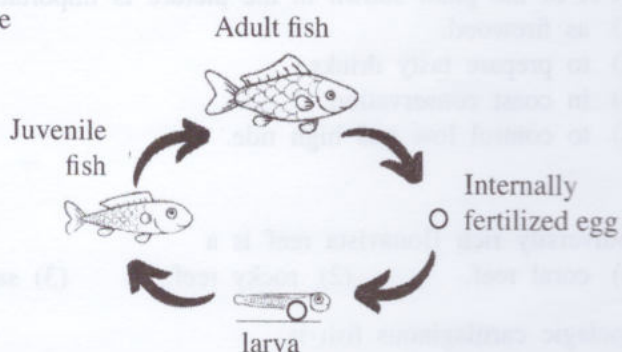 e
Adult fish
Juvenile
fish
Internally
fertilized egg
larva